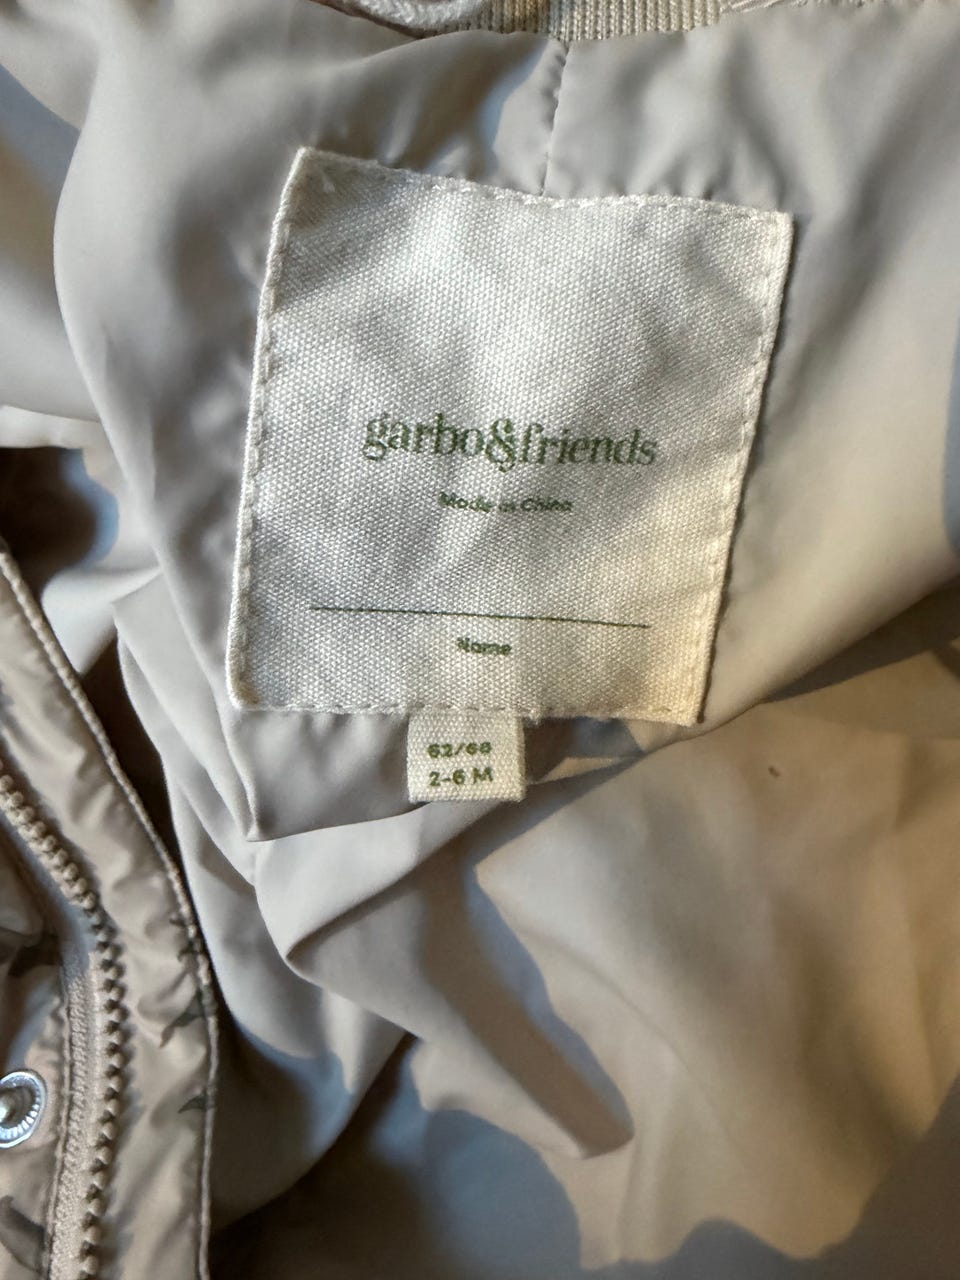 garbo&friends
Made in China
Name
62/68
2-6 M